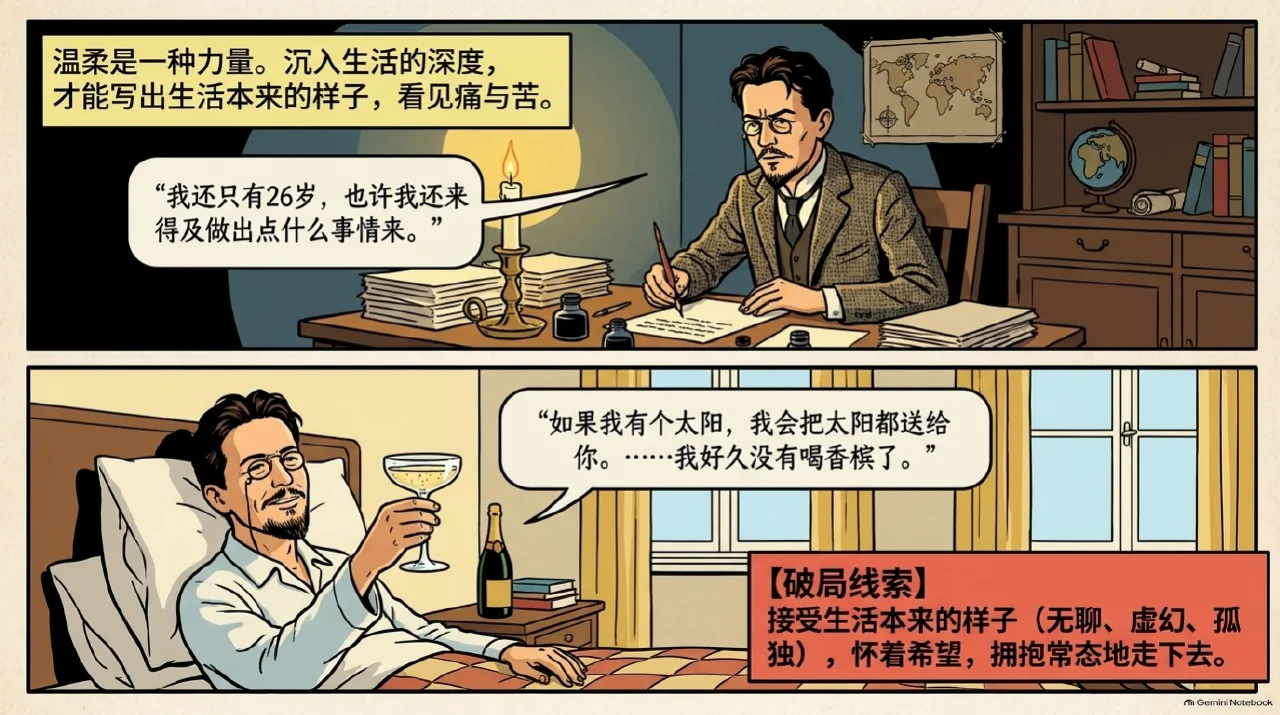 温柔是一种力量。沉入生活的深度，
才能写出生活本来的样子，看见痛与苦。
“我还只有26岁，也许我还来
得及做出点什么事情来。”
“如果我有个太阳，我会把太阳都送给
你。……我好久没有喝香槟了。”
【破局线索】
接受生活本来的样子（无聊、虚幻、孤
独），怀着希望，拥抱常态地走下去。
Gemini Notebook